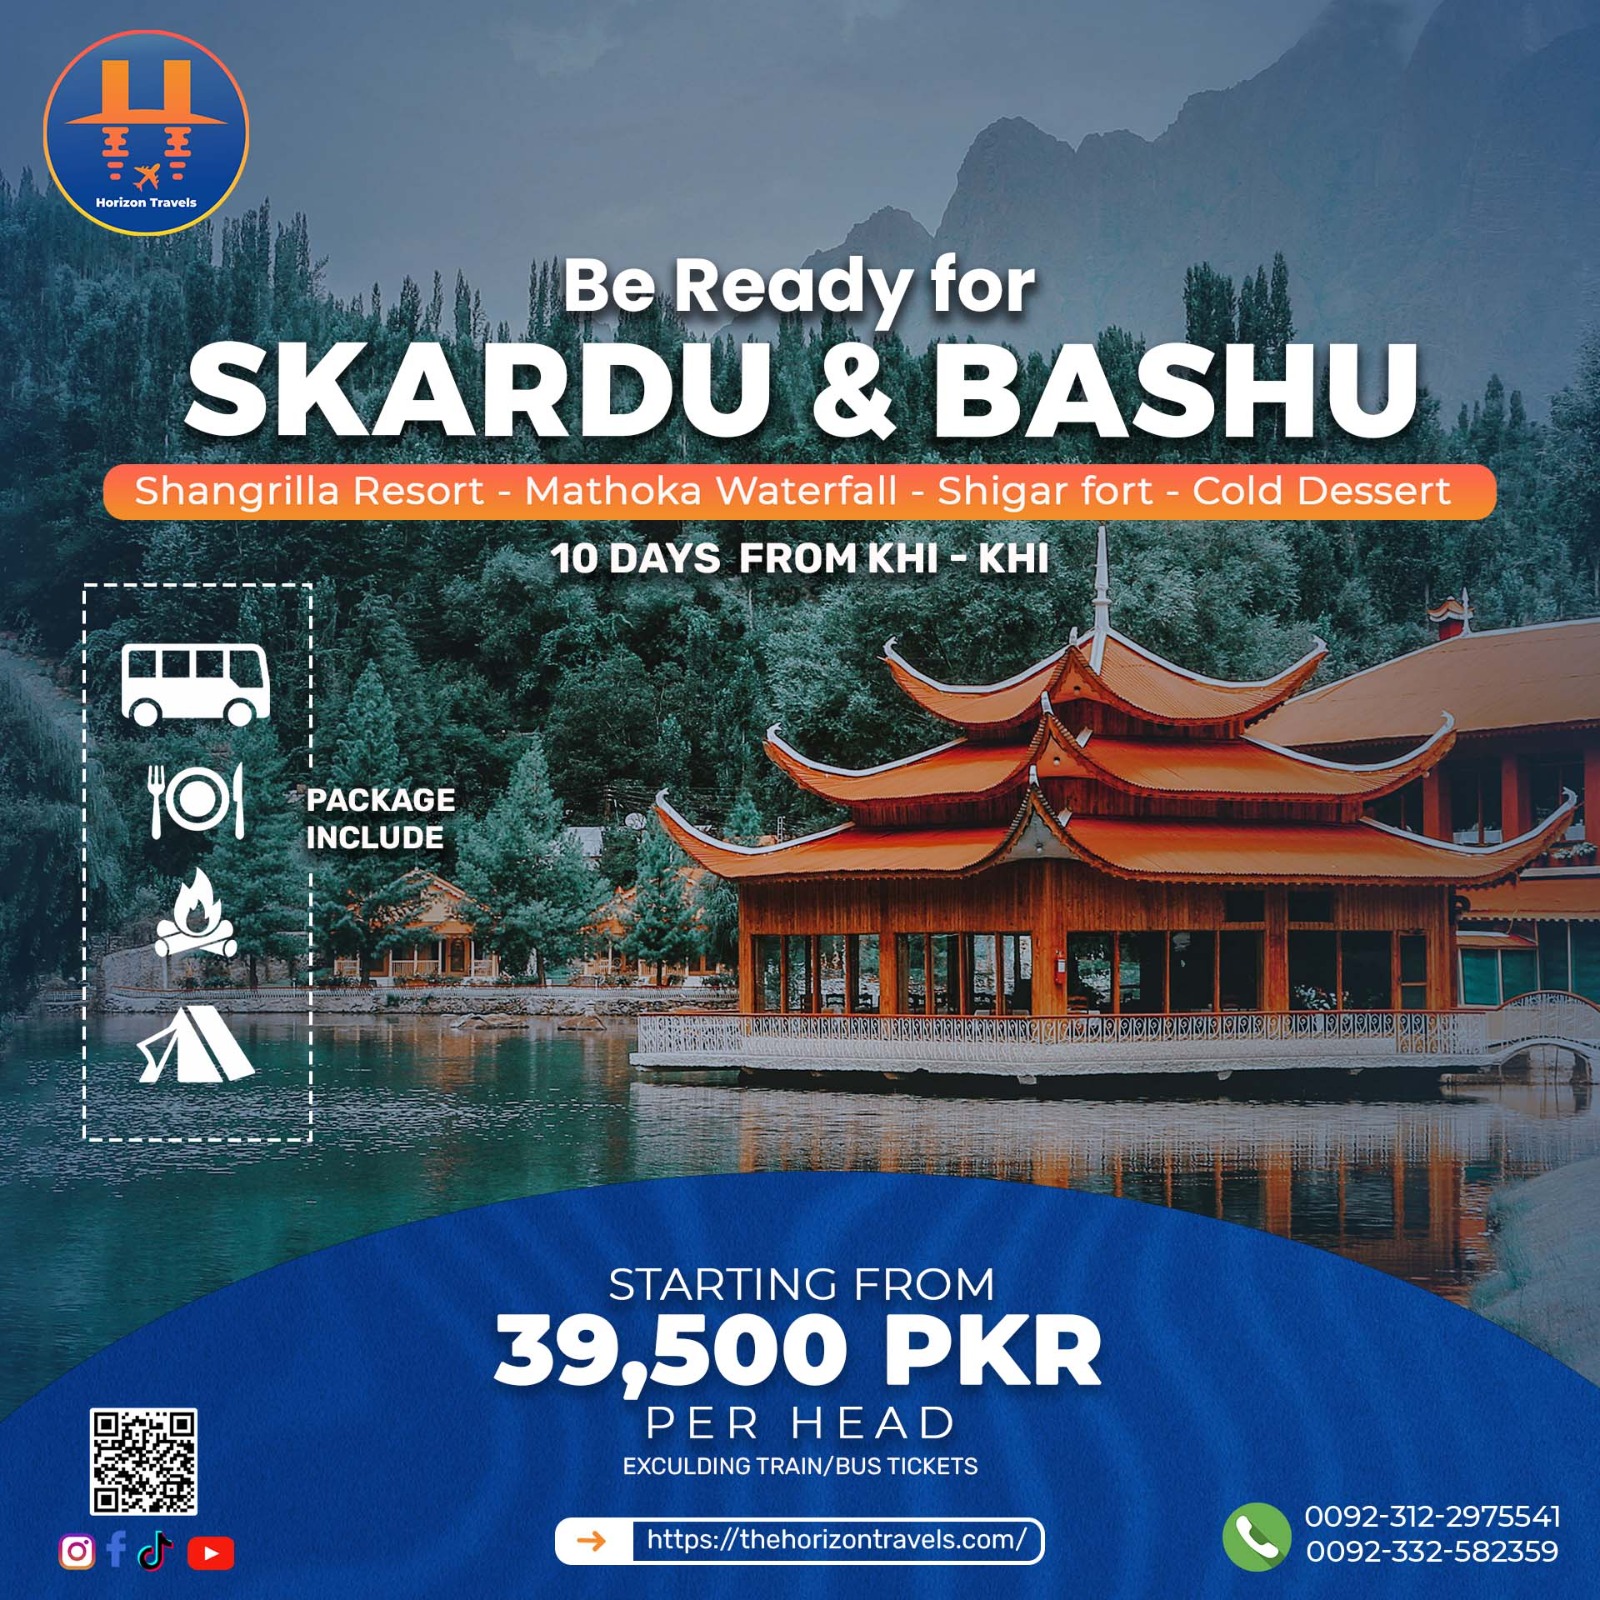 Horizon Travels
Be Ready for
SKARDU & BASHU
Shangrilla Resort - Mathoka Waterfall - Shigar fort - Cold Dessert
10 DAYS FROM KHI - KHI
PACKAGE
INCLUDE
STARTING FROM
39,500 PKR
PER HEAD
EXCULDING TRAIN/BUS TICKETS
https://thehorizontravels.com/
0092-312-2975541
0092-332-582359